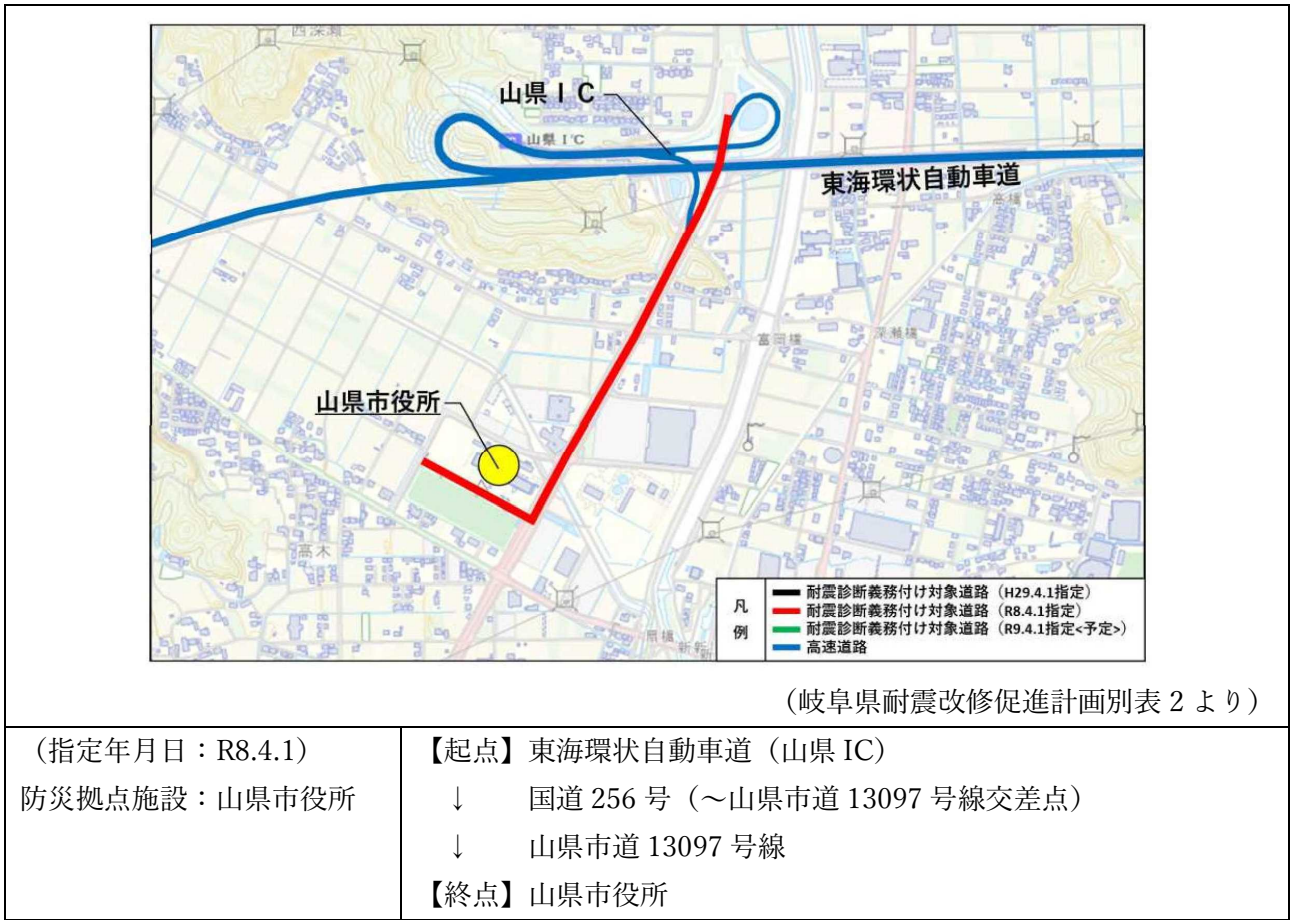 西深瀬
山県IC
山県IC
東海環状自動車道
高橋
富岡橋
深瀬橋
山県市役所
高木
凡例
耐震診断義務付け対象道路（H29.4.1指定）
耐震診断義務付け対象道路（R8.4.1指定）
耐震診断義務付け対象道路（R9.4.1指定<予定>）
高速道路
（岐阜県耐震改修促進計画別表 2 より）
（指定年月日：R8.4.1）
防災拠点施設：山県市役所
【起点】東海環状自動車道（山県 IC）
↓ 国道 256 号（～山県市道 13097 号線交差点）
↓ 山県市道 13097 号線
【終点】山県市役所